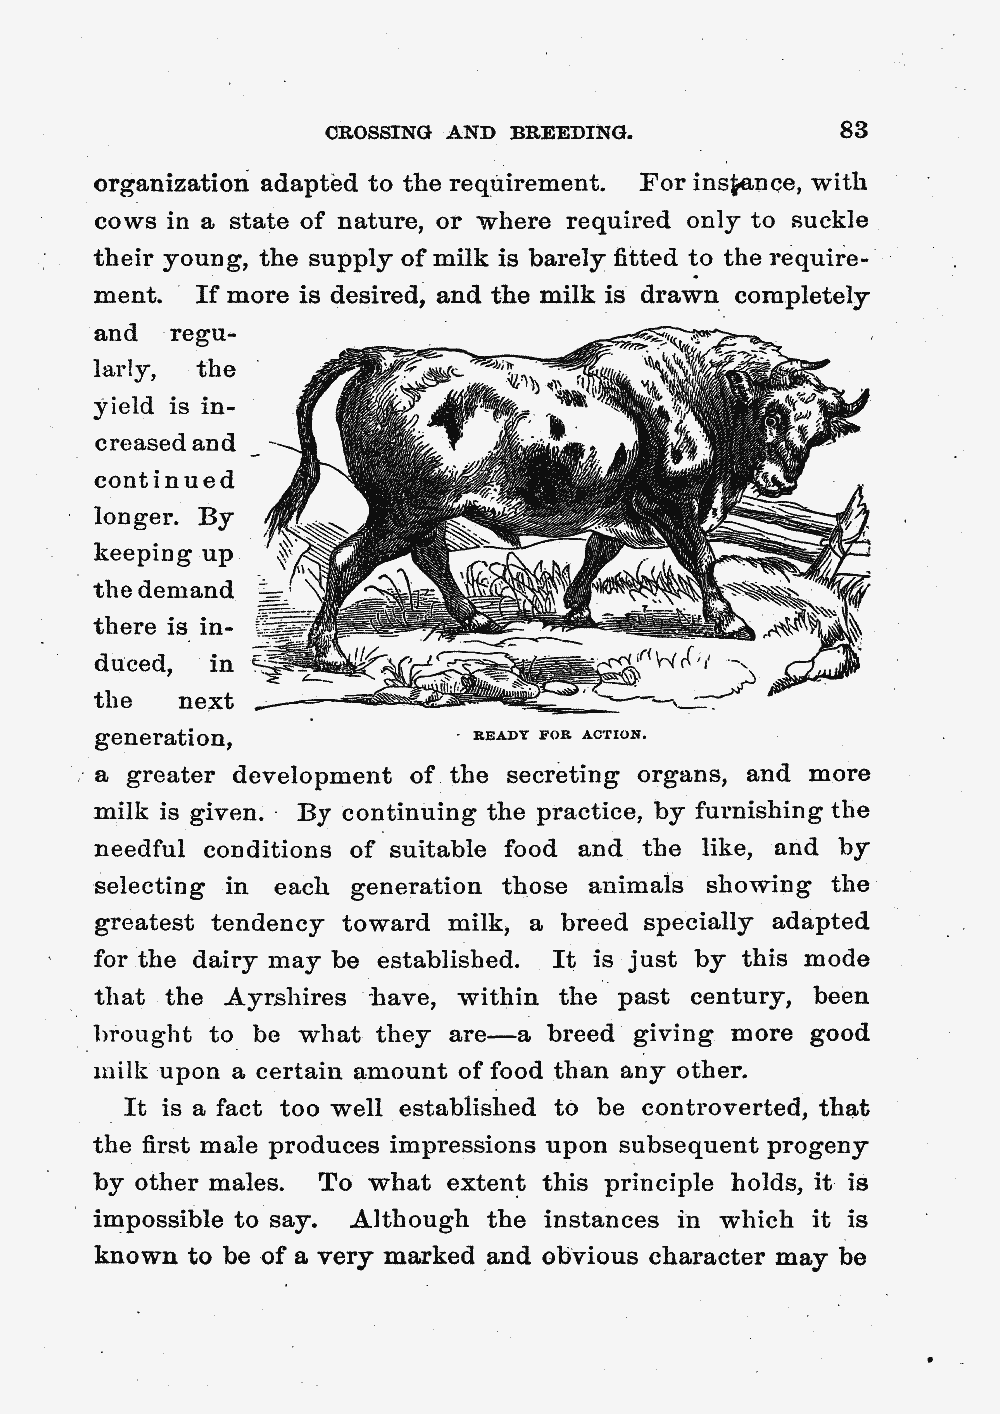 CROSSING AND BREEDING. 83
organization adapted to the requirement. For instance, with
cows in a state of nature, or where required only to suckle
their young, the supply of milk is barely fitted to the require-
ment. If more is desired, and the milk is drawn completely
and regu-
larly, the
yield is in-
creased and
continued
longer. By
keeping up
the demand
there is in-
duced, in
the next
generation,
READY FOR ACTION.
a greater development of the secreting organs, and more
milk is given. By continuing the practice, by furnishing the
needful conditions of suitable food and the like, and by
selecting in each generation those animals showing the
greatest tendency toward milk, a breed specially adapted
for the dairy may be established. It is just by this mode
that the Ayrshires have, within the past century, been
brought to be what they are—a breed giving more good
milk upon a certain amount of food than any other.
It is a fact too well established to be controverted, that
the first male produces impressions upon subsequent progeny
by other males. To what extent this principle holds, it is
impossible to say. Although the instances in which it is
known to be of a very marked and obvious character may be